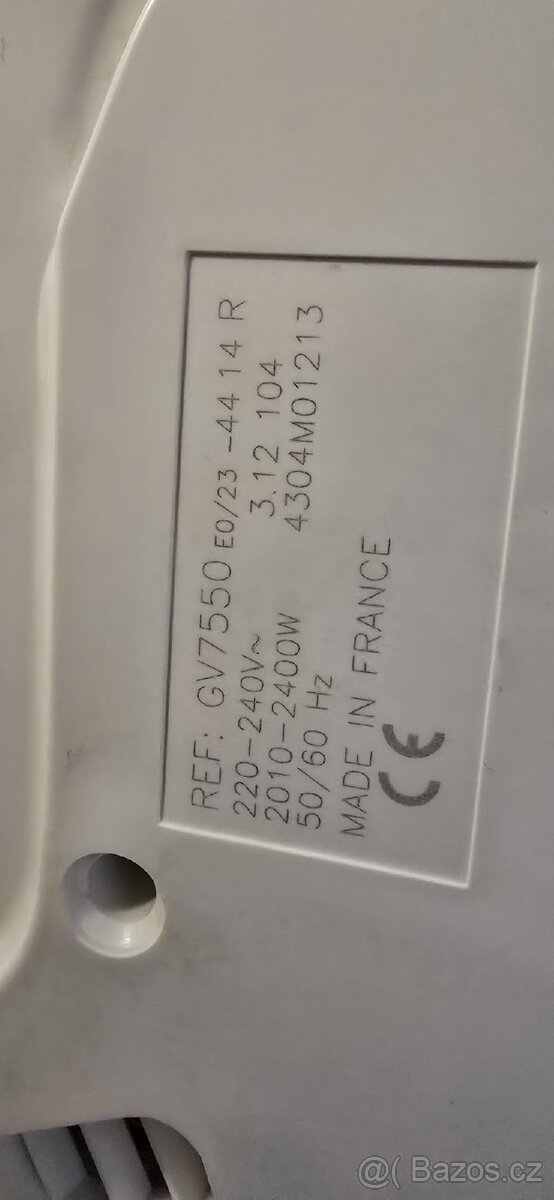 REF: GV7550 E0/23 -44 14 R
220-240V~ 3.12 104
2010-2400W 4304M01213
50/60 Hz
MADE IN FRANCE
CE
@( Bazos.cz